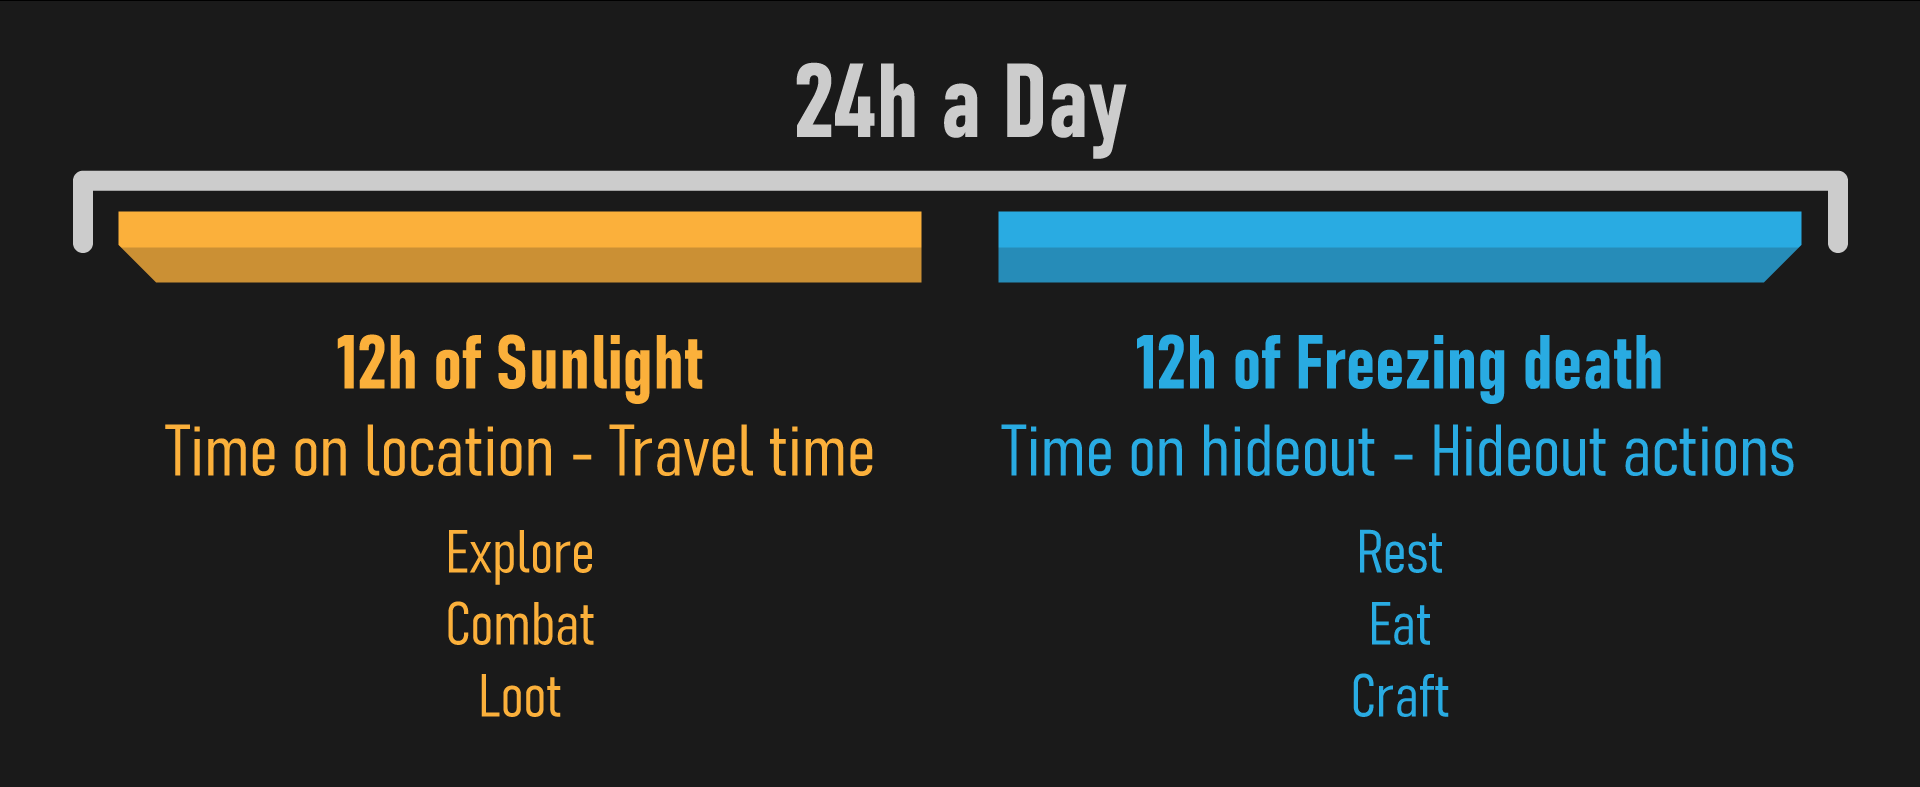 24h a Day
12h of Sunlight
Time on location - Travel time
Explore
Combat
Loot
12h of Freezing death
Time on hideout - Hideout actions
Rest
Eat
Craft